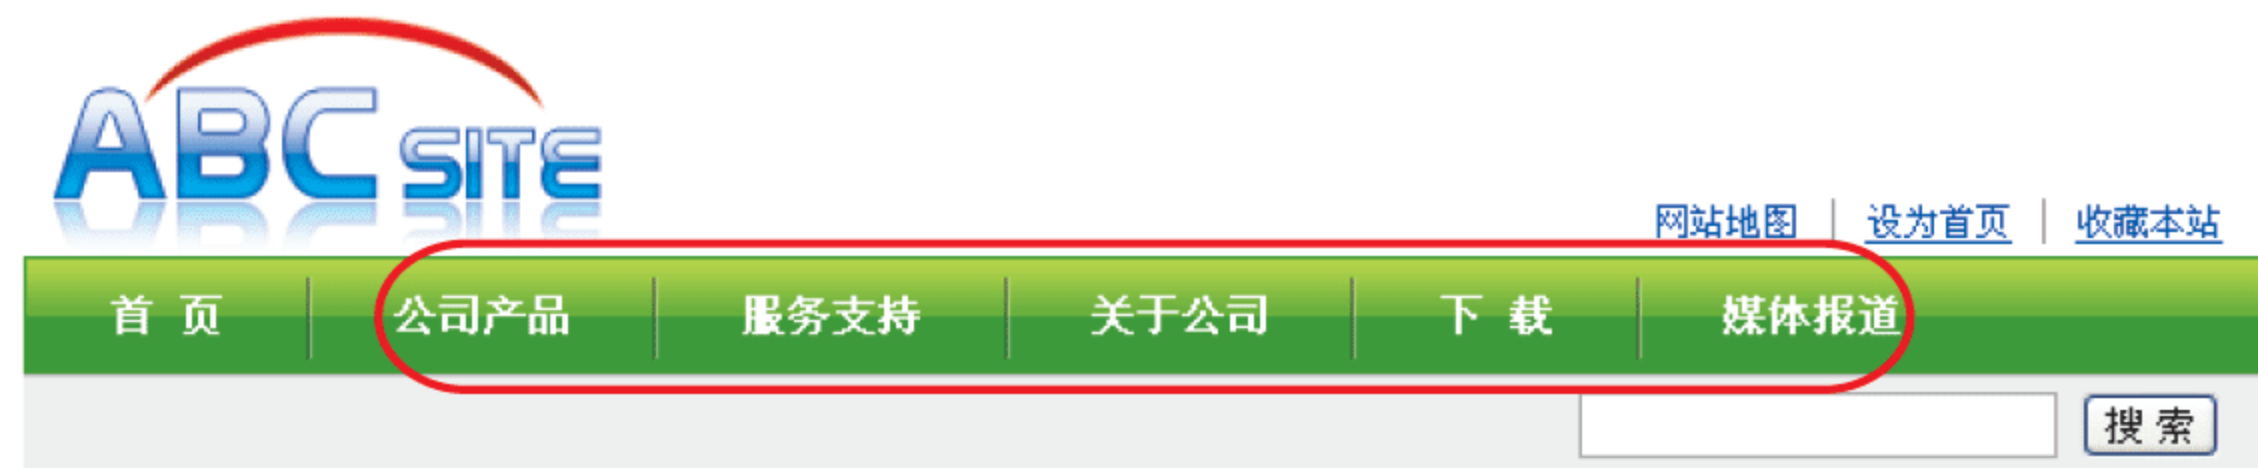 ABC SITE
网站地图 | 设为首页 | 收藏本站
首 页 公司产品 服务支持 关于公司 下 载 媒体报道
搜 索